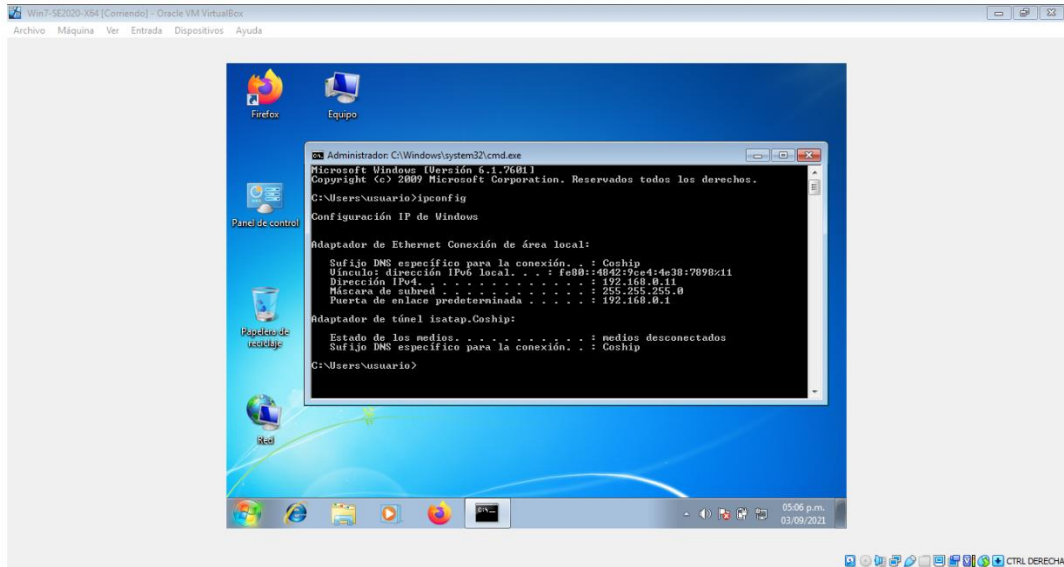 Win7-SE2020-X64 [Corriendo] - Oracle VM VirtualBox
Archivo Máquina Ver Entrada Dispositivos Ayuda
Firefox
Equipo
Administrador: C:\Windows\system32\cmd.exe
Microsoft Windows [Versión 6.1.7601]
Copyright (c) 2009 Microsoft Corporation. Reservados todos los derechos.
C:\Users\usuario>ipconfig
Configuración IP de Windows
Adaptador de Ethernet Conexión de área local:
Sufijo DNS específico para la conexión. . : Coship
Vínculo: dirección IPv6 local. . . : fe80::4842:9ce4:4e38:7898%11
Dirección IPv4. . . . . . . . . . . . . . : 192.168.0.11
Máscara de subred . . . . . . . . . . . . : 255.255.255.0
Puerta de enlace predeterminada . . . . . : 192.168.0.1
Adaptador de túnel isatap.Coship:
Estado de los medios. . . . . . . . . . . : medios desconectados
Sufijo DNS específico para la conexión. . : Coship
C:\Users\usuario>
Panel de control
Papelera de reciclaje
Red
05:06 p.m.
03/09/2021
CTRL DERECHA